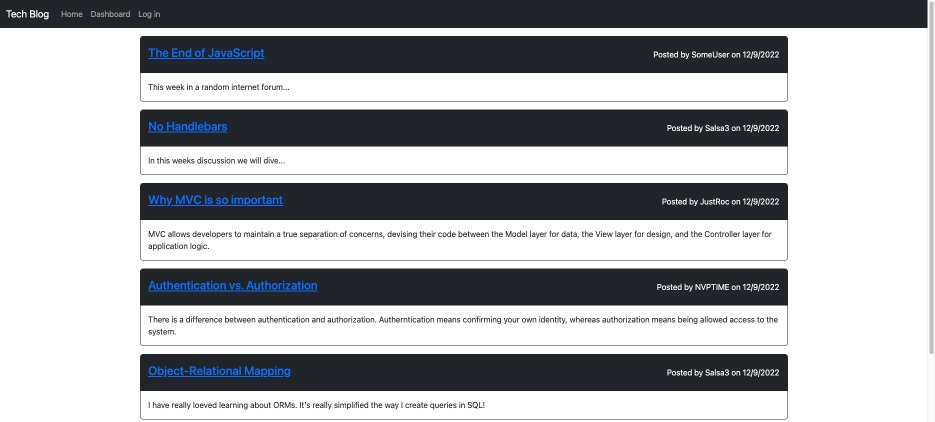 Tech Blog Home Dashboard Log in
The End of JavaScript Posted by SomeUser on 12/9/2022
This week in a random internet forum...
No Handlebars Posted by Salsa3 on 12/9/2022
In this weeks discussion we will dive...
Why MVC is so important Posted by JustRoc on 12/9/2022
MVC allows developers to maintain a true separation of concerns, devising their code between the Model layer for data, the View layer for design, and the Controller layer for
application logic.
Authentication vs. Authorization Posted by NVPTIME on 12/9/2022
There is a difference between authentication and authorization. Autherntication means confirming your own identity, whereas authorization means being allowed access to the
system.
Object-Relational Mapping Posted by Salsa3 on 12/9/2022
I have really loeved learning about ORMs. It's really simplified the way I create queries in SQL!